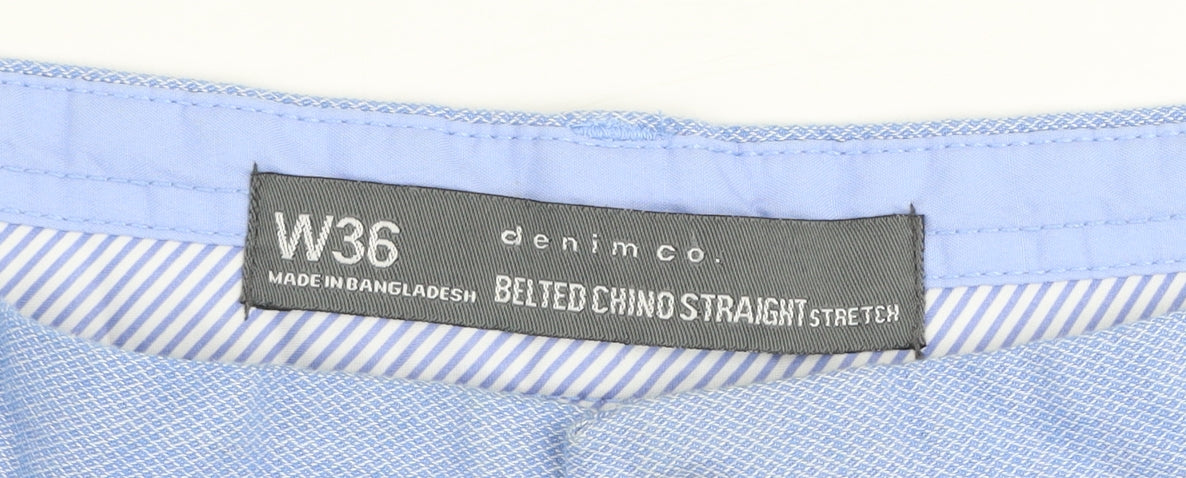 W36
MADE IN BANGLADESH
denim co.
BELTED CHINO STRAIGHT STRETCH